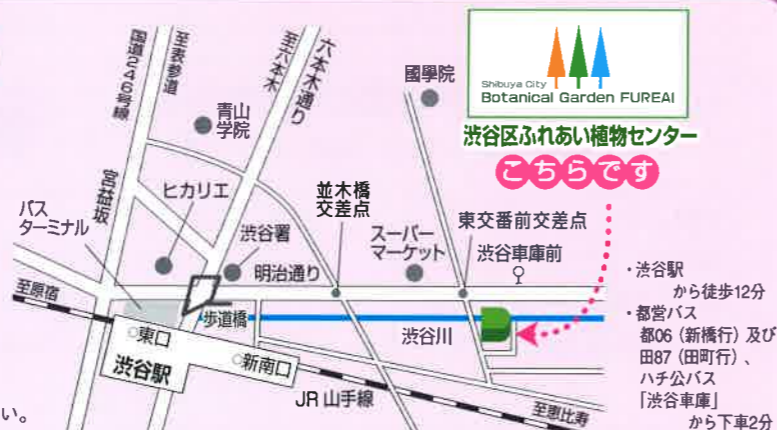 国道246号線
至表参道
六本木通り
至六本木
國學院
Shibuya City
Botanical Garden FUREAI
渋谷区ふれあい植物センター
こちらです
青山
学院
宮益坂
ヒカリエ
並木橋
交差点
バス
ターミナル
渋谷署
スーパー
マーケット
東交番前交差点
明治通り
渋谷車庫前
至原宿
歩道橋
渋谷川
東口
渋谷駅
新南口
JR 山手線
至恵比寿
・渋谷駅
から徒歩12分
・都営バス
都06（新橋行）及び
田87（田町行）、
ハチ公バス
「渋谷車庫」
から下車2分
い。